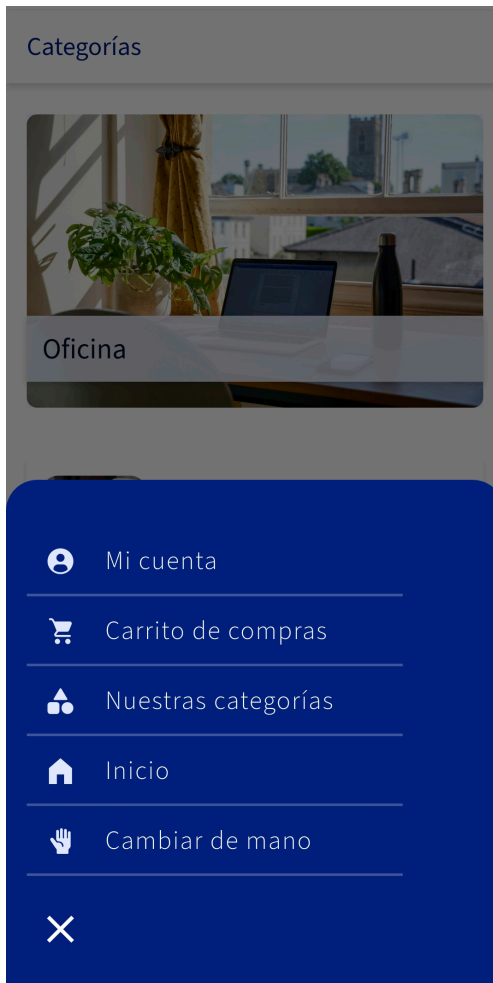 Categorías
Oficina
Mi cuenta
Carrito de compras
Nuestras categorías
Inicio
Cambiar de mano